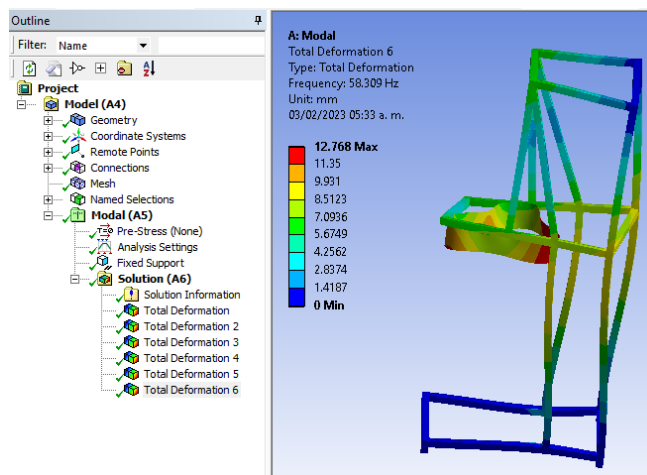 Outline
Filter: Name
Project
Model (A4)
Geometry
Coordinate Systems
Remote Points
Connections
Mesh
Named Selections
Modal (A5)
Pre-Stress (None)
Analysis Settings
Fixed Support
Solution (A6)
Solution Information
Total Deformation
Total Deformation 2
Total Deformation 3
Total Deformation 4
Total Deformation 5
Total Deformation 6
A: Modal
Total Deformation 6
Type: Total Deformation
Frequency: 58.309 Hz
Unit: mm
03/02/2023 05:33 a. m.
12.768 Max
11.35
9.931
8.5123
7.0936
5.6749
4.2562
2.8374
1.4187
0 Min